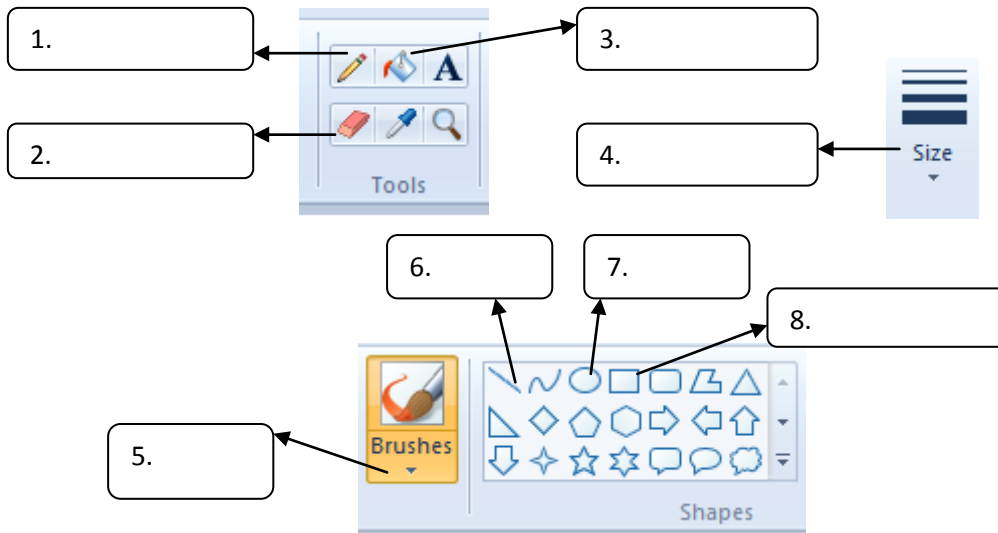 1.
3.
A
2.
Tools
4.
Size
6.
7.
8.
5.
Brushes
Shapes